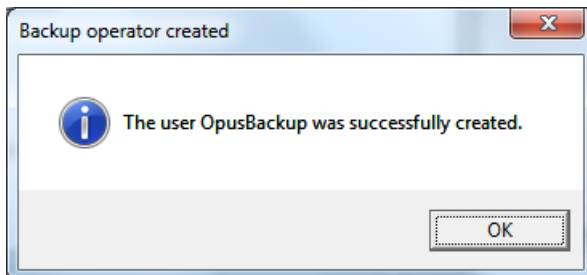 Backup operator created
The user OpusBackup was successfully created.
OK